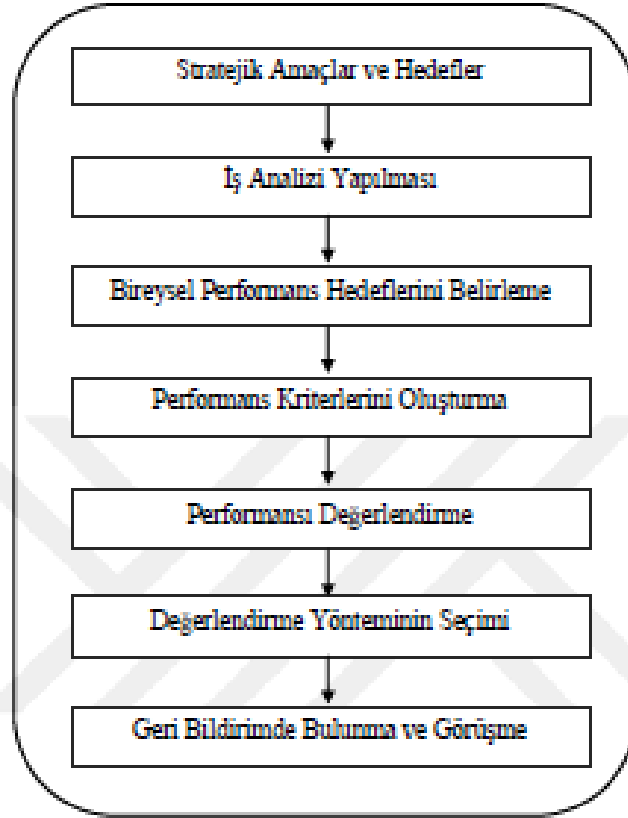 Stratejik Amaçlar ve Hedefler
İş Analizi Yapılması
Bireysel Performans Hedeflerini Belirleme
Performans Kriterlerini Oluşturma
Performansı Değerlendirme
Değerlendirme Yönteminin Seçimi
Geri Bildirimde Bulunma ve Görüşme